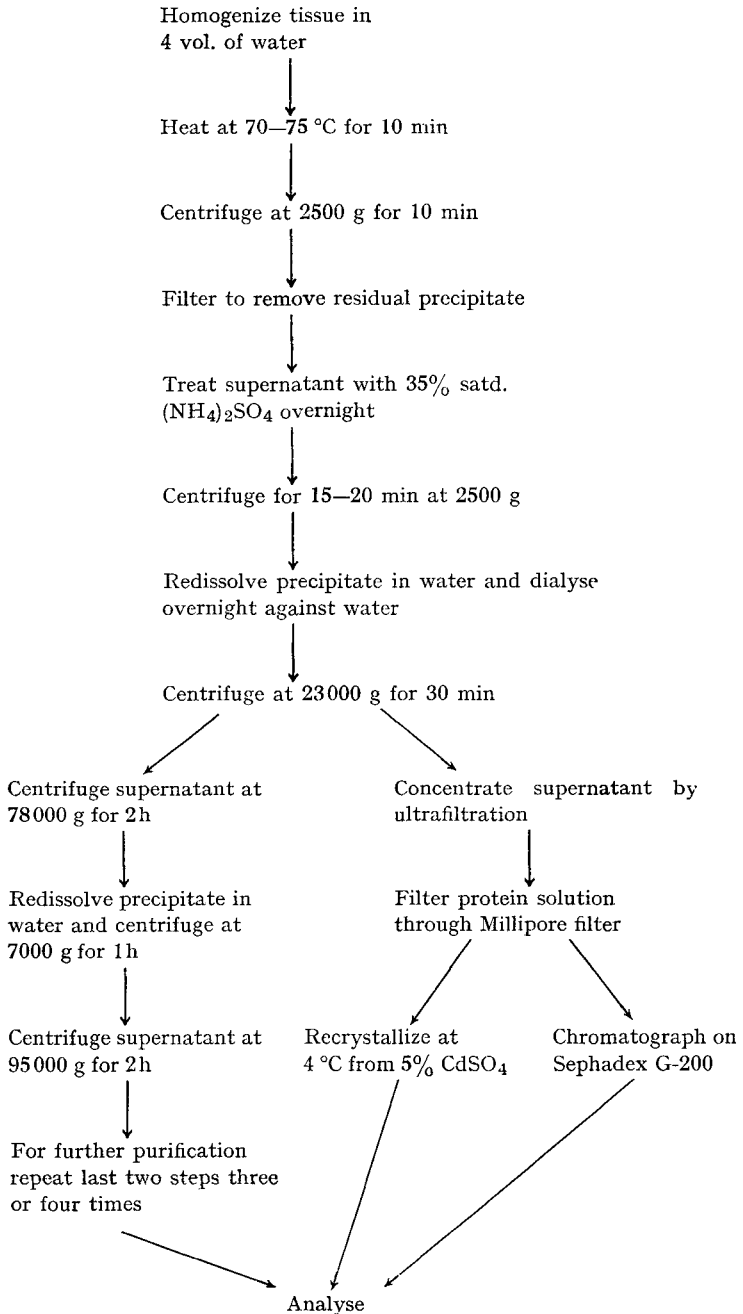 Homogenize tissue in
4 vol. of water
Heat at 70—75 °C for 10 min
Centrifuge at 2500 g for 10 min
Filter to remove residual precipitate
Treat supernatant with 35% satd.
(NH4)2SO4 overnight
Centrifuge for 15—20 min at 2500 g
Redissolve precipitate in water and dialyse
overnight against water
Centrifuge at 23000 g for 30 min
Centrifuge supernatant at
78000 g for 2h
Redissolve precipitate in
water and centrifuge at
7000 g for 1h
Centrifuge supernatant at
95000 g for 2h
For further purification
repeat last two steps three
or four times
Concentrate supernatant by
ultrafiltration
Filter protein solution
through Millipore filter
Recrystallize at
4 °C from 5% CdSO4
Chromatograph on
Sephadex G-200
Analyse